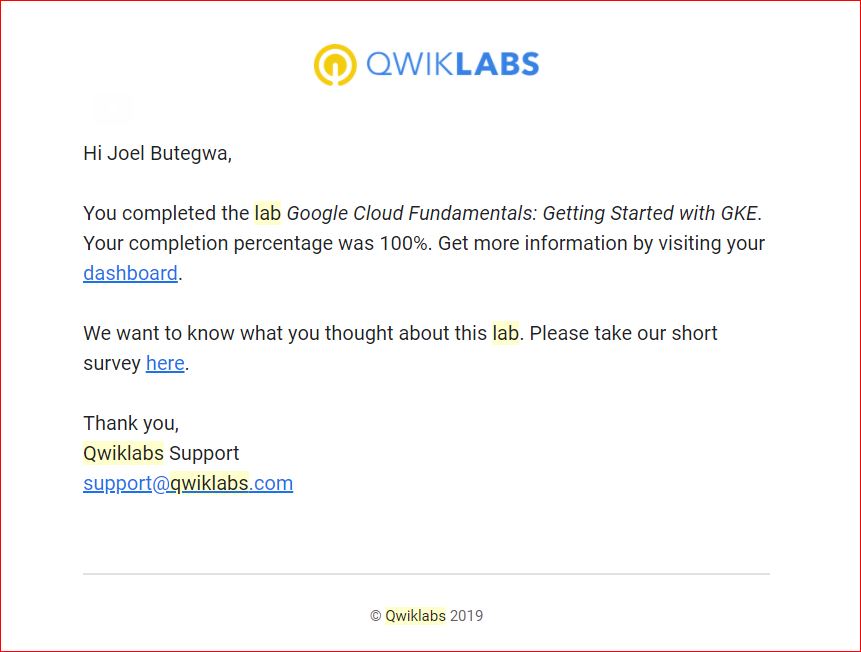 QWIKLABS
Hi Joel Butegwa,
You completed the lab Google Cloud Fundamentals: Getting Started with GKE.
Your completion percentage was 100%. Get more information by visiting your
dashboard.
We want to know what you thought about this lab. Please take our short
survey here.
Thank you,
Qwiklabs Support
support@qwiklabs.com
© Qwiklabs 2019